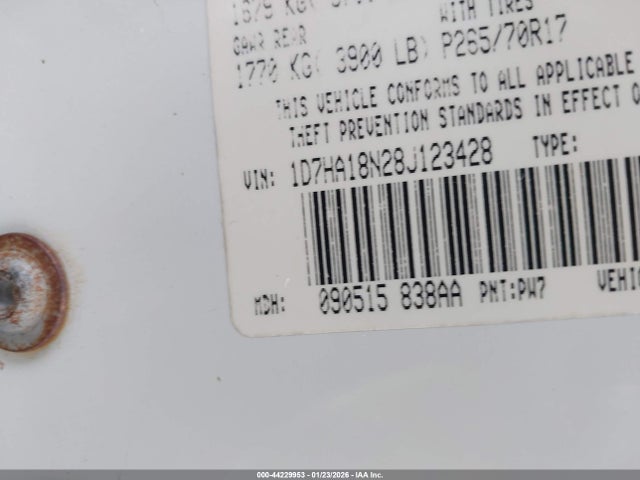 WITH TIRES
GAWR REAR
1770 KG( 3900 LB) P265/70R17
THIS VEHICLE CONFORMS TO ALL APPLICABLE
THEFT PREVENTION STANDARDS IN EFFECT O
VIN: 1D7HA18N28J123428 TYPE:
MDH: 090515 838AA PNT:PW7 VEHIC
000-44229953 - 01/23/2026 - IAA Inc.